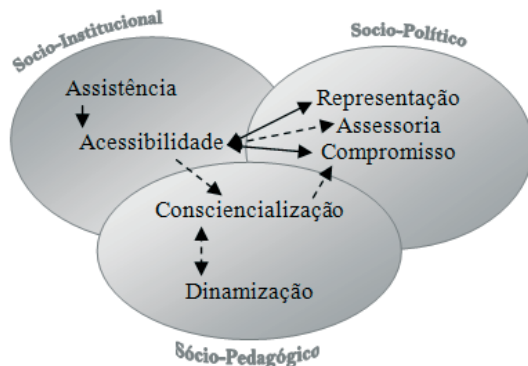 Socio-Institucional
Socio-Político
Assistência
Representação
Assessoria
Acessibilidade
Compromisso
Consciencialização
Dinamização
Sócio-Pedagógico